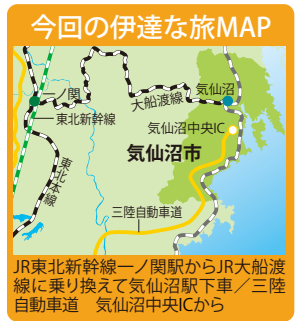 今回の伊達な旅MAP
一ノ関
気仙沼
大船渡線
東北新幹線
気仙沼中央IC
気仙沼市
東北本線
三陸自動車道
JR東北新幹線一ノ関駅からJR大船渡
線に乗り換えて気仙沼駅下車／三陸
自動車道　気仙沼中央ICから